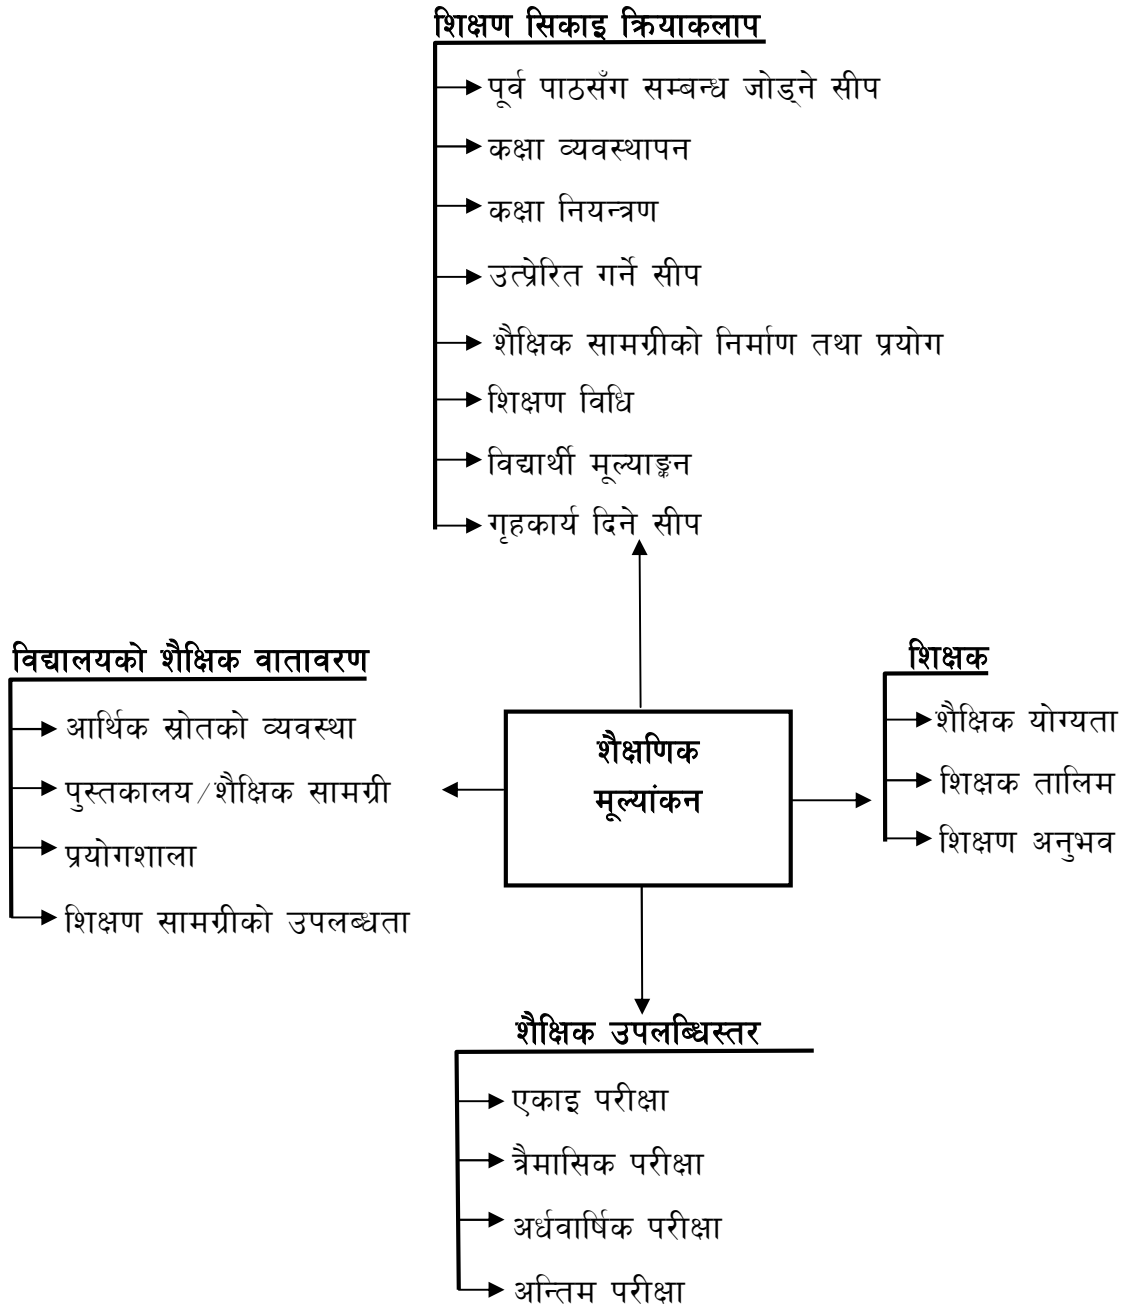 शिक्षण सिकाइ क्रियाकलाप
पूर्व पाठसँग सम्बन्ध जोड्ने सीप
कक्षा व्यवस्थापन
कक्षा नियन्त्रण
उत्प्रेरित गर्ने सीप
शैक्षिक सामग्रीको निर्माण तथा प्रयोग
शिक्षण विधि
विद्यार्थी मूल्याङ्कन
गृहकार्य दिने सीप
विद्यालयको शैक्षिक वातावरण
आर्थिक स्रोतको व्यवस्था
पुस्तकालय/शैक्षिक सामग्री
प्रयोगशाला
शिक्षण सामग्रीको उपलब्धता
शैक्षणिक
मूल्यांकन
शिक्षक
शैक्षिक योग्यता
शिक्षक तालिम
शिक्षण अनुभव
शैक्षिक उपलब्धिस्तर
एकाइ परीक्षा
त्रैमासिक परीक्षा
अर्धवार्षिक परीक्षा
अन्तिम परीक्षा